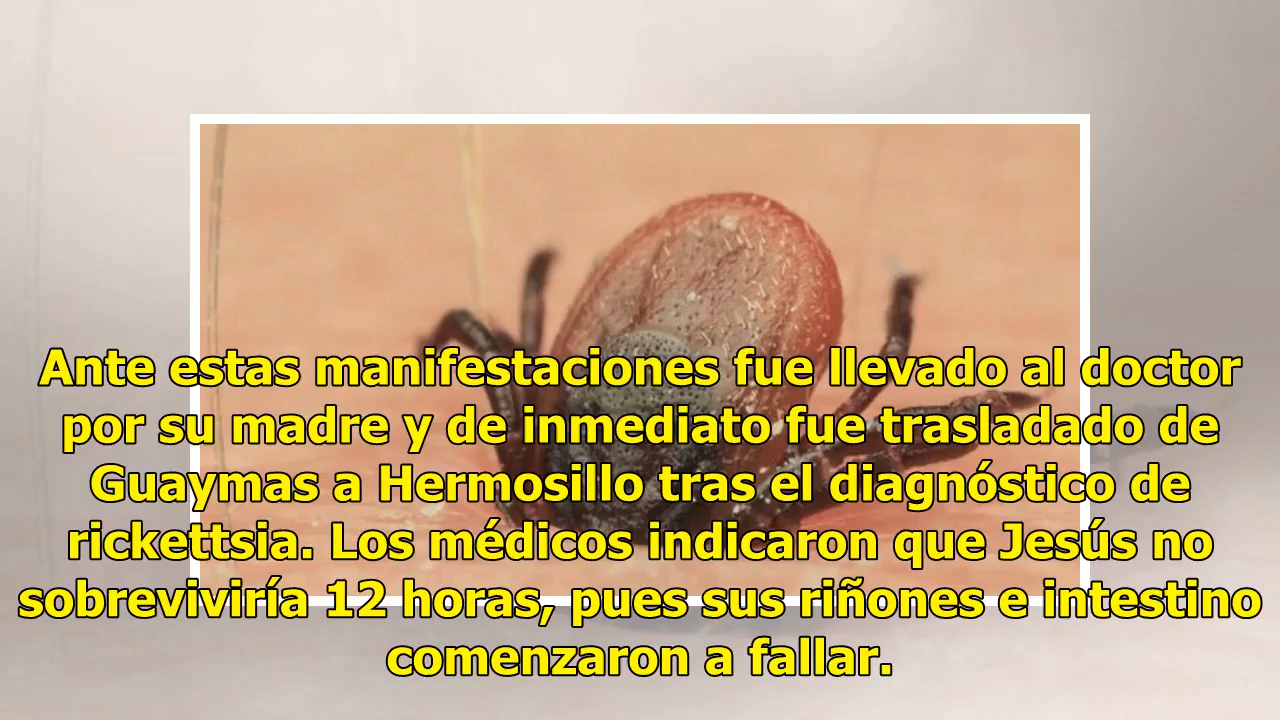 Ante estas manifestaciones fue llevado al doctor
por su madre y de inmediato fue trasladado de
Guaymas a Hermosillo tras el diagnóstico de
rickettsia. Los médicos indicaron que Jesús no
sobreviviría 12 horas, pues sus riñones e intestino
comenzaron a fallar.